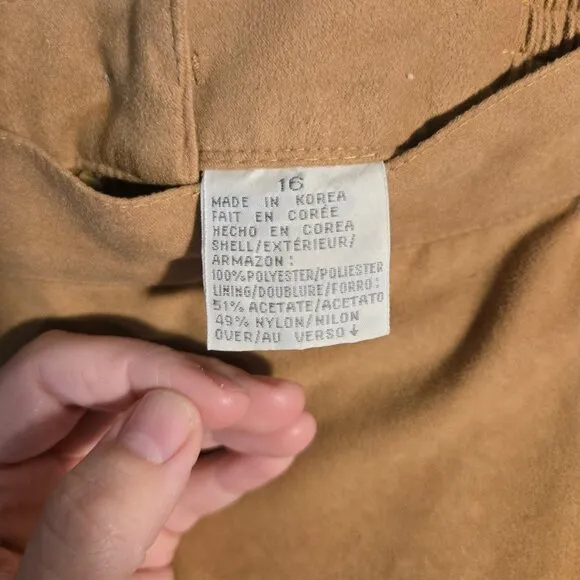 16
MADE IN KOREA
FAIT EN CORÉE
HECHO EN COREA
SHELL/EXTÉRIEUR/
ARMAZON:
100%POLYESTER/POLIESTER
LINING/DOUBLURE/FORRO:
51% ACETATE/ACETATO
49% NYLON/NILON
OVER/AU VERSO↓